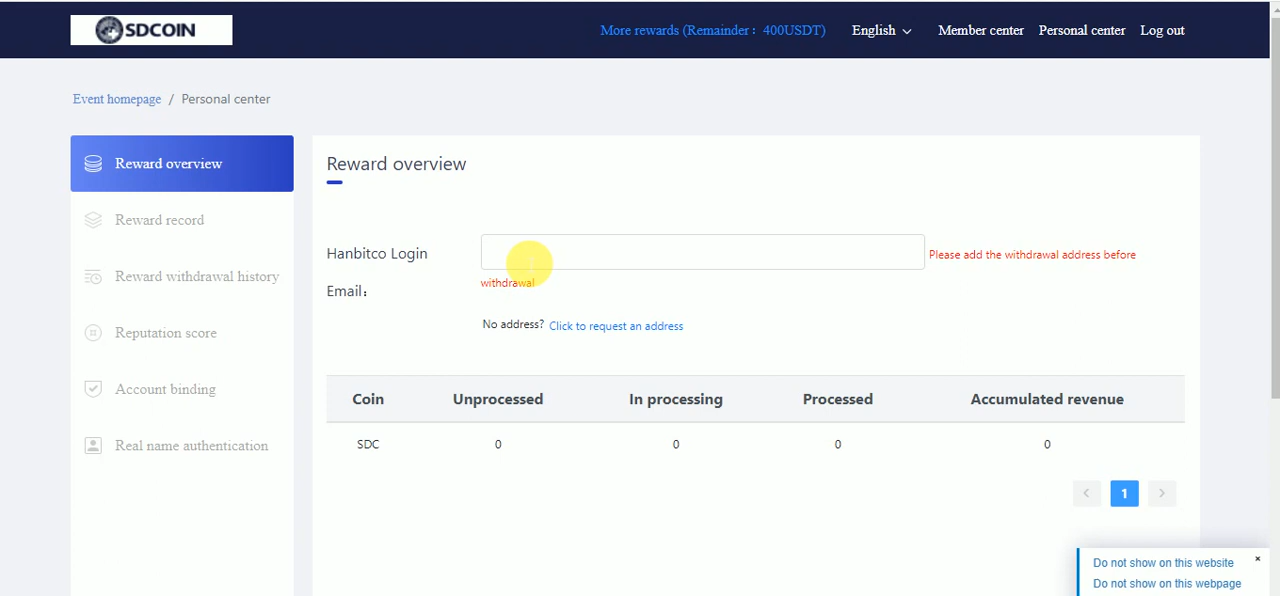 SDCOIN
More rewards (Remainder： 400USDT)
English
Member center
Personal center
Log out
Event homepage / Personal center
Reward overview
Reward record
Reward withdrawal history
Reputation score
Account binding
Real name authentication
Reward overview
Hanbitco Login
Email：
Please add the withdrawal address before
withdrawal
No address? Click to request an address
Coin Unprocessed In processing Processed Accumulated revenue
SDC 0 0 0 0
< 1 >
Do not show on this website ×
Do not show on this webpage